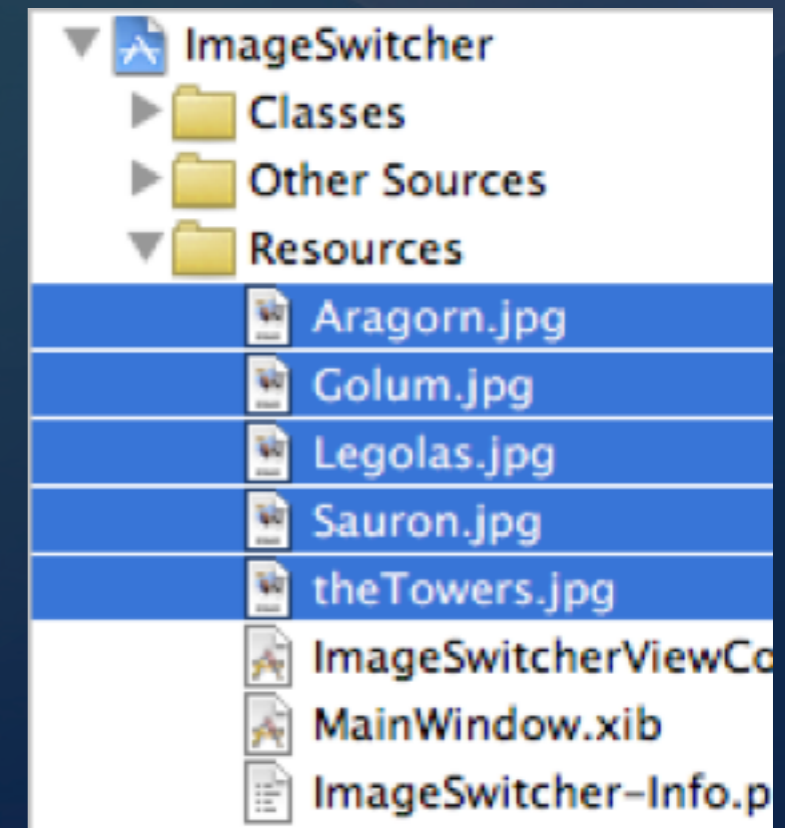 ImageSwitcher
Classes
Other Sources
Resources
Aragorn.jpg
Golum.jpg
Legolas.jpg
Sauron.jpg
theTowers.jpg
ImageSwitcherViewCo
MainWindow.xib
ImageSwitcher-Info.p